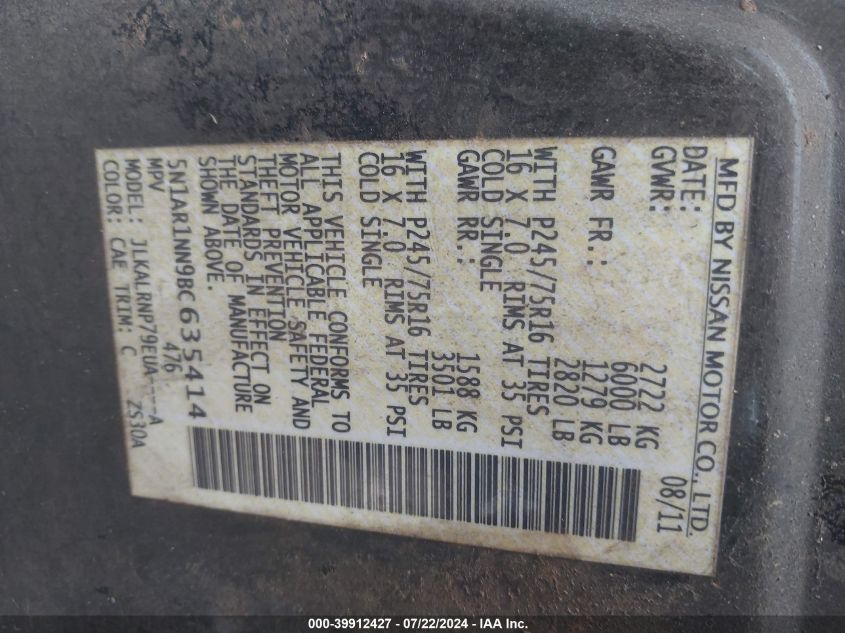 MFD BY NISSAN MOTOR CO., LTD.
DATE: 08/11
GVWR: 2722 KG
6000 LB
GAWR FR.: 1279 KG
2820 LB
WITH P245/75R16 TIRES
16 X 7.0 RIMS AT 35 PSI
COLD SINGLE
GAWR RR.: 1588 KG
3501 LB
WITH P245/75R16 TIRES
16 X 7.0 RIMS AT 35 PSI
COLD SINGLE
THIS VEHICLE CONFORMS TO
ALL APPLICABLE FEDERAL
MOTOR VEHICLE SAFETY AND
THEFT PREVENTION
STANDARDS IN EFFECT ON
THE DATE OF MANUFACTURE
SHOWN ABOVE.
5N1AR1NN9BC635414
MPV 476
MODEL: JLKALRNP79EUA----A
COLOR: CAE TRIM: C ZS30A
000-39912427 - 07/22/2024 - IAA Inc.